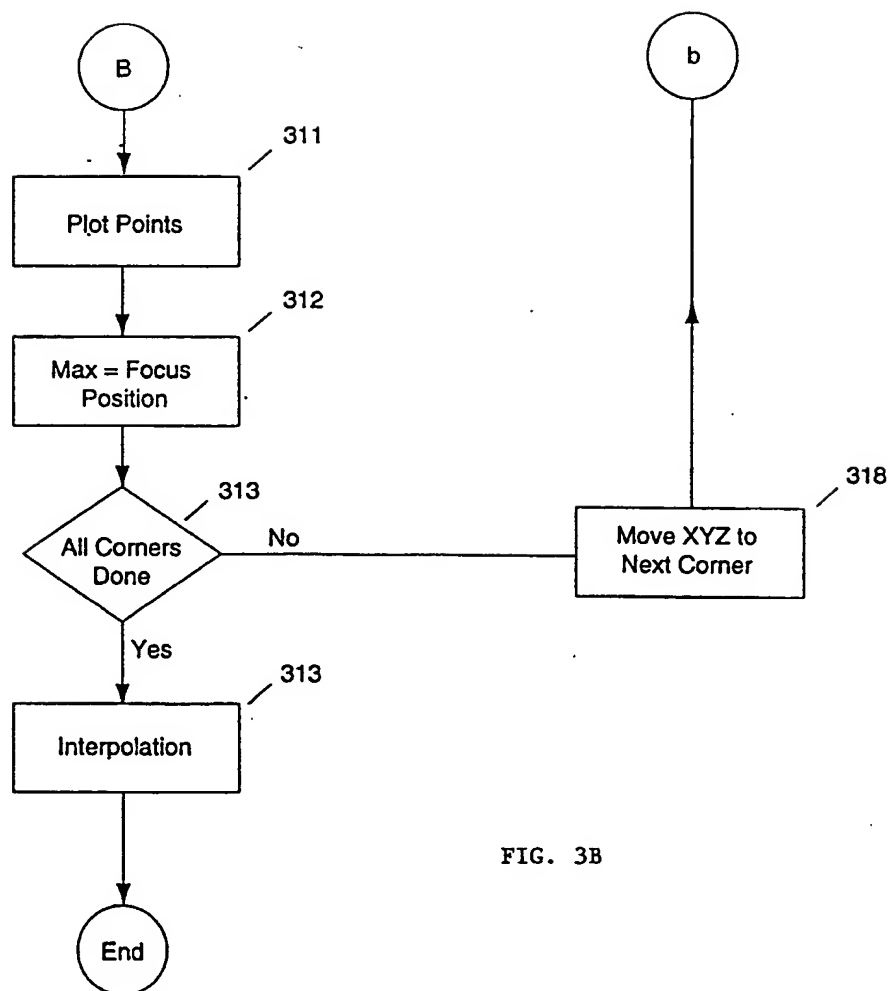 B
b
311
Plot Points
312
Max = Focus
Position
313
All Corners
Done
No
318
Move XYZ to
Next Corner
Yes
313
Interpolation
FIG. 3B
End